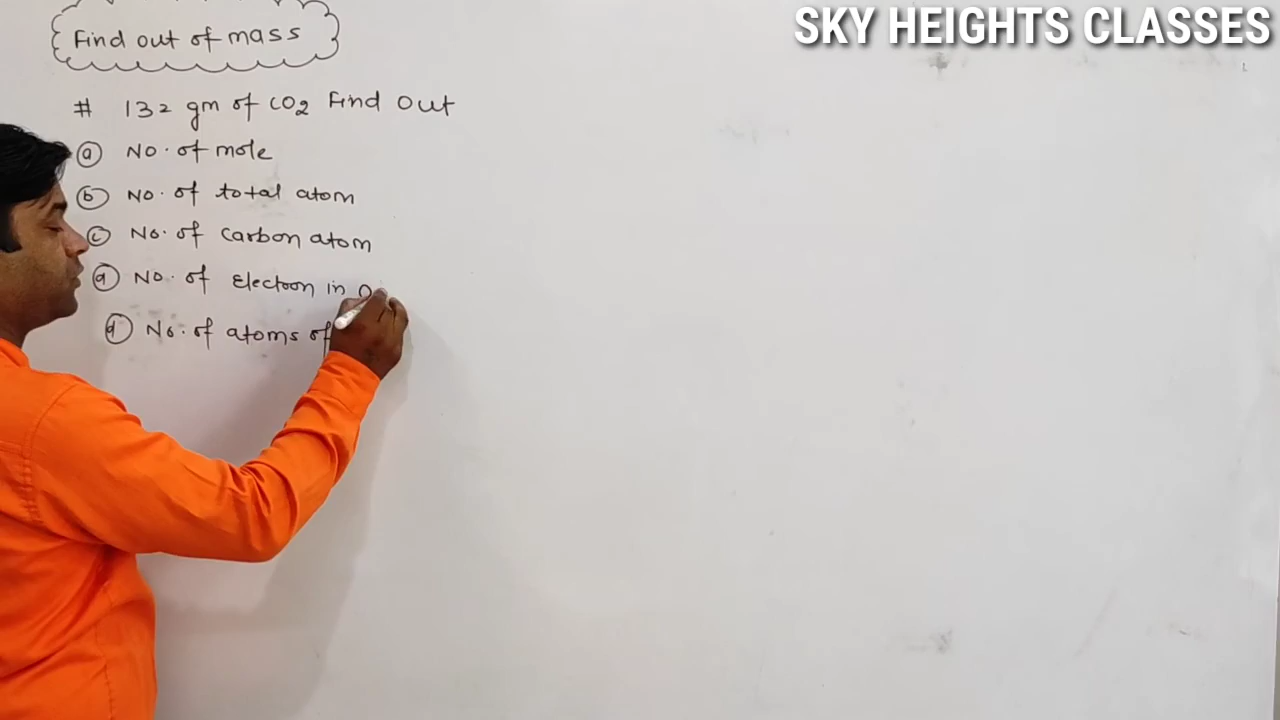 SKY HEIGHTS CLASSES
Find out of mass
# 132 gm of CO2 Find Out
a No. of mole
b No. of total atom
c No. of Carbon atom
d No. of Electron in
d No. of atoms of